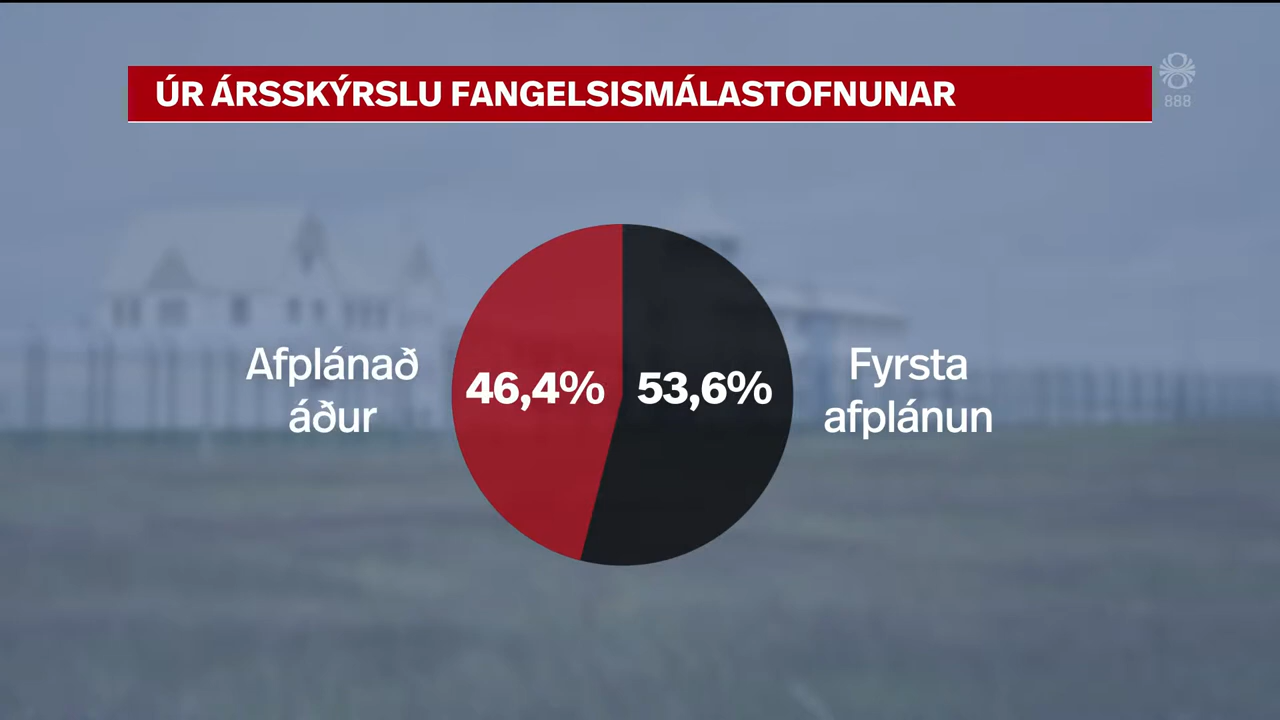 ÚR ÁRSSKÝRSLU FANGELSISMÁLASTOFNUNAR
888
Afplánað
áður
46,4%
53,6%
Fyrsta
afplánun